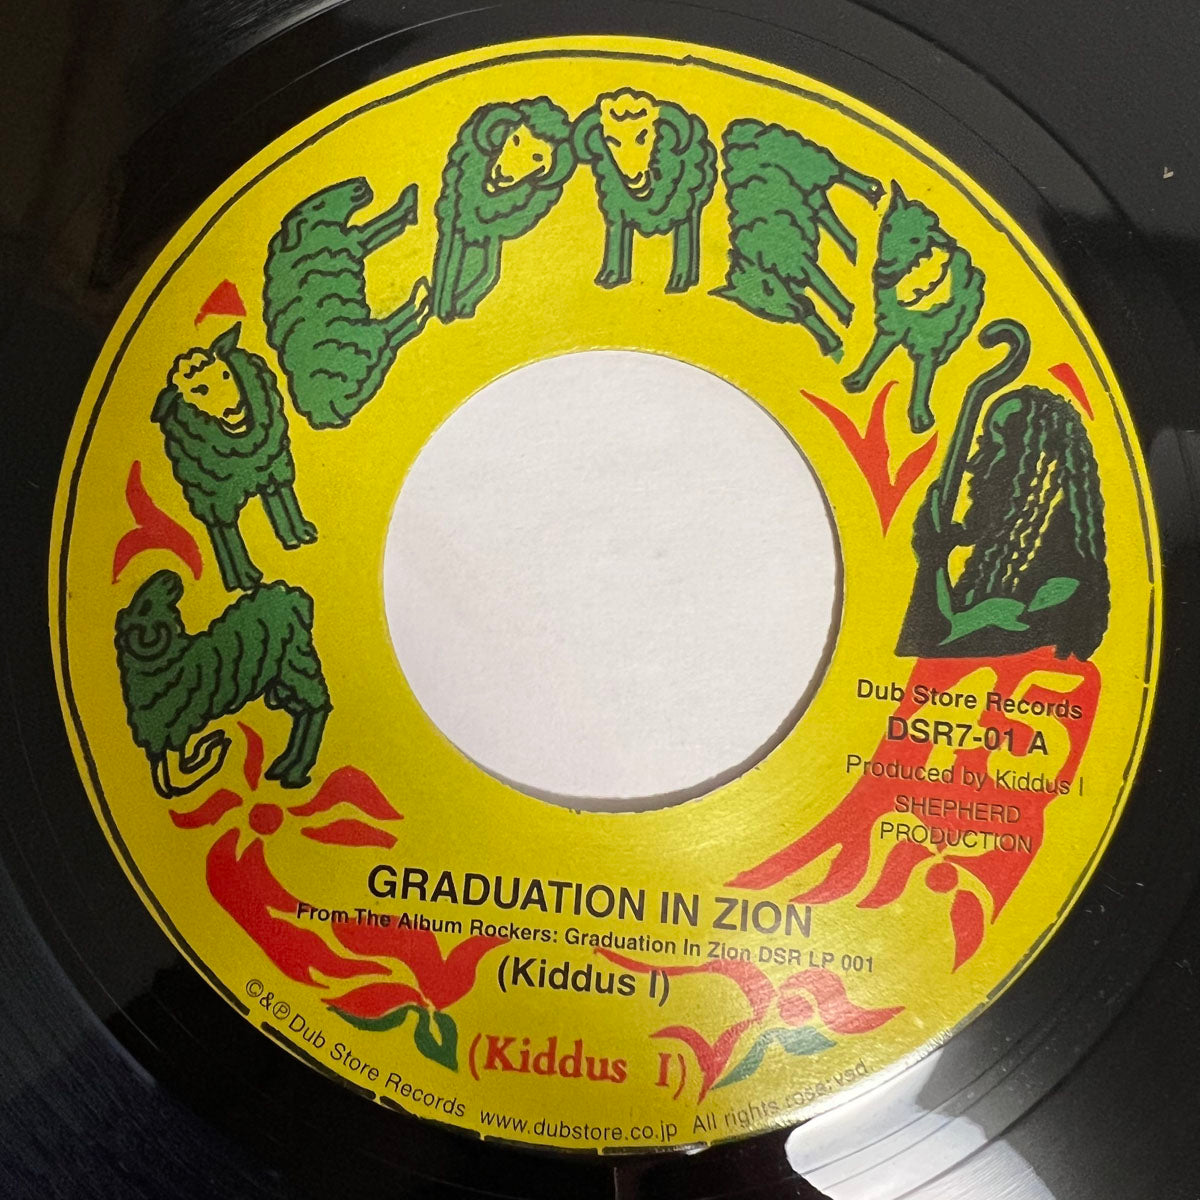 SHEPHERD
45
Dub Store Records
DSR7-01 A
Produced by Kiddus I
SHEPHERD
PRODUCTION
GRADUATION IN ZION
From The Album Rockers: Graduation In Zion DSR LP 001
(Kiddus I)
(Kiddus I)
©&℗ Dub Store Records www.dubstore.co.jp All rights